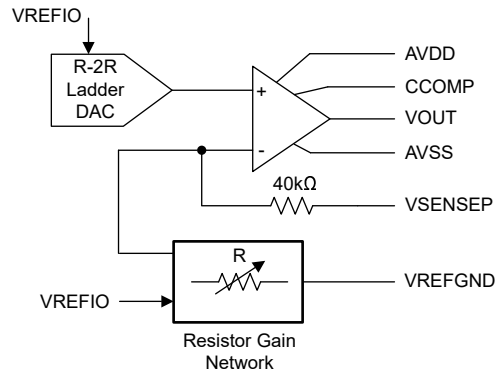 VREFIO
R-2R
Ladder
DAC
+
-
AVDD
CCOMP
VOUT
AVSS
40kΩ
VSENSEP
R
VREFGND
VREFIO
Resistor Gain
Network